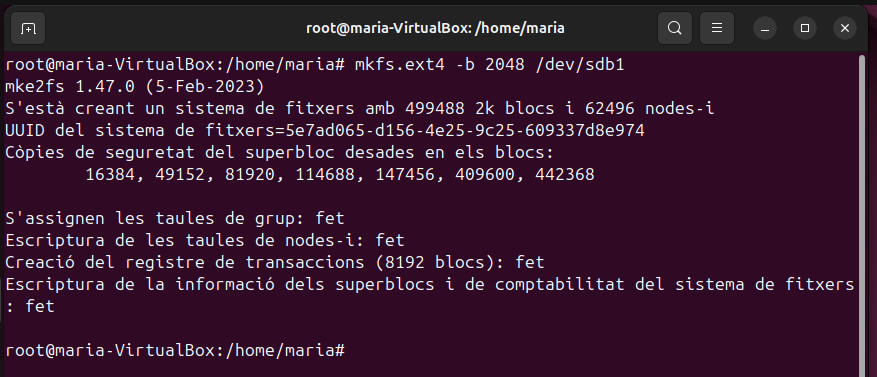 root@maria-VirtualBox: /home/maria
root@maria-VirtualBox:/home/maria# mkfs.ext4 -b 2048 /dev/sdb1
mke2fs 1.47.0 (5-Feb-2023)
S'està creant un sistema de fitxers amb 499488 2k blocs i 62496 nodes-i
UUID del sistema de fitxers=5e7ad065-d156-4e25-9c25-609337d8e974
Còpies de seguretat del superbloc desades en els blocs:
        16384, 49152, 81920, 114688, 147456, 409600, 442368
S'assignen les taules de grup: fet
Escriptura de les taules de nodes-i: fet
Creació del registre de transaccions (8192 blocs): fet
Escriptura de la informació dels superblocs i de comptabilitat del sistema de fitxers
: fet
root@maria-VirtualBox:/home/maria#